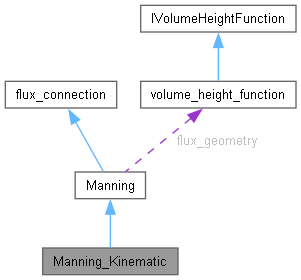 IVolumeHeightFunction
flux_connection
volume_height_function
flux_geometry
Manning
Manning_Kinematic